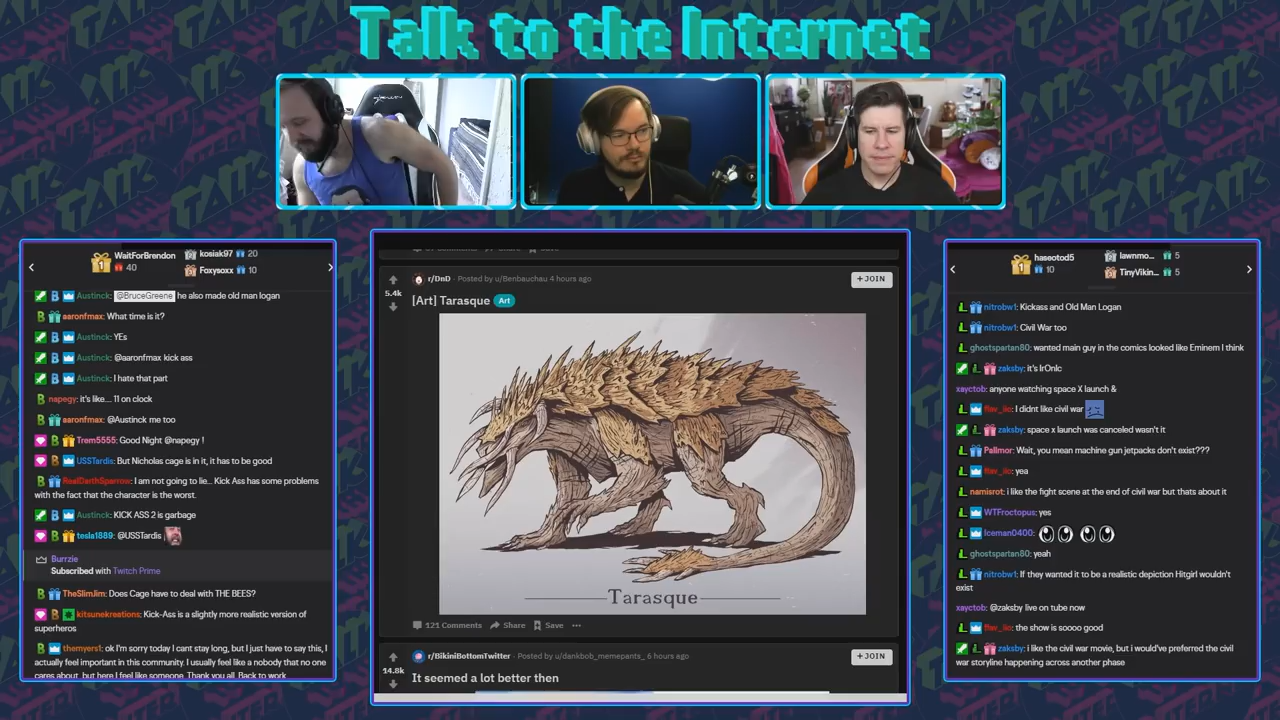 Talk to the Internet
WaitForBrendon
40
kosiak97 20
Foxysoxx 10
Austinck: @BruceGreene he also made old man logan
aaronfmax: What time is it?
Austinck: YEs
Austinck: @aaronfmax kick ass
Austinck: I hate that part
napegy: it's like.... 11 on clock
aaronfmax: @Austinck me too
Trem5555: Good Night @napegy !
USSTardis: But Nicholas cage is in it, it has to be good
RealDarthSparrow: I am not going to lie... Kick Ass has some problems
with the fact that the character is the worst.
Austinck: KICK ASS 2 is garbage
tesla1889: @USSTardis
Burrzie
Subscribed with Twitch Prime
TheSlimJim: Does Cage have to deal with THE BEES?
kitsunekreations: Kick-Ass is a slightly more realistic version of
superheros
themyers1: ok I'm sorry today I cant stay long, but I just have to say this, I
actually feel important in this community. I usually feel like a nobody that no one
cares about, but here I feel like someone. Thank you all. Back to work
r/DnD · Posted by u/Benbauchau 4 hours ago
+ JOIN
5.4k
[Art] Tarasque Art
Tarasque
121 Comments Share Save
r/BikiniBottomTwitter · Posted by u/dankbob_memepants_ 6 hours ago
+ JOIN
14.8k
It seemed a lot better then
haseotod5
10
lawnmo... 5
TinyVikin... 5
nitrobw1: Kickass and Old Man Logan
nitrobw1: Civil War too
ghostspartan80: wanted main guy in the comics looked like Eminem I think
zaksby: it's IrOnIc
xayctob: anyone watching space X launch &
I didnt like civil war
zaksby: space x launch was canceled wasn't it
Pallmor: Wait, you mean machine gun jetpacks don't exist???
yea
namisrot: i like the fight scene at the end of civil war but thats about it
WTFroctopus: yes
Iceman0400:
ghostspartan80: yeah
nitrobw1: If they wanted it to be a realistic depiction Hitgirl wouldn't
exist
xayctob: @zaksby live on tube now
the show is soooo good
zaksby: i like the civil war movie, but i would've preferred the civil
war storyline happening across another phase